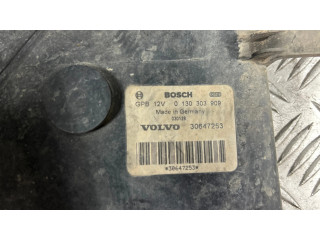 BOSCH
GPB 12V 0 130 303 909
Made in Germany
VOLVO 30647253
*30647253*